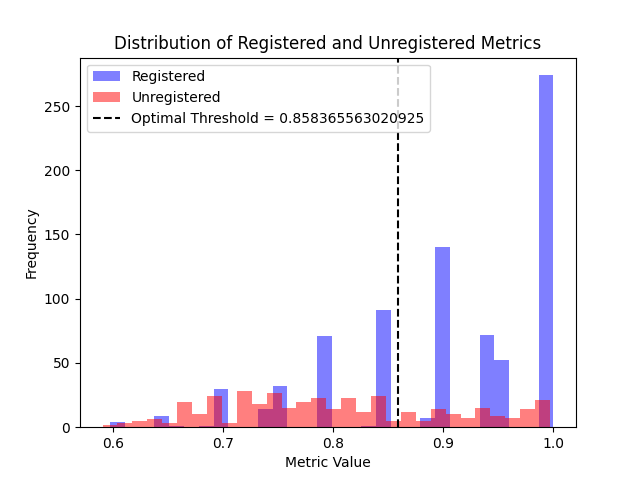 Distribution of Registered and Unregistered Metrics
Registered
Unregistered
Optimal Threshold = 0.858365563020925
Frequency
250
200
150
100
50
0
0.6 0.7 0.8 0.9 1.0
Metric Value